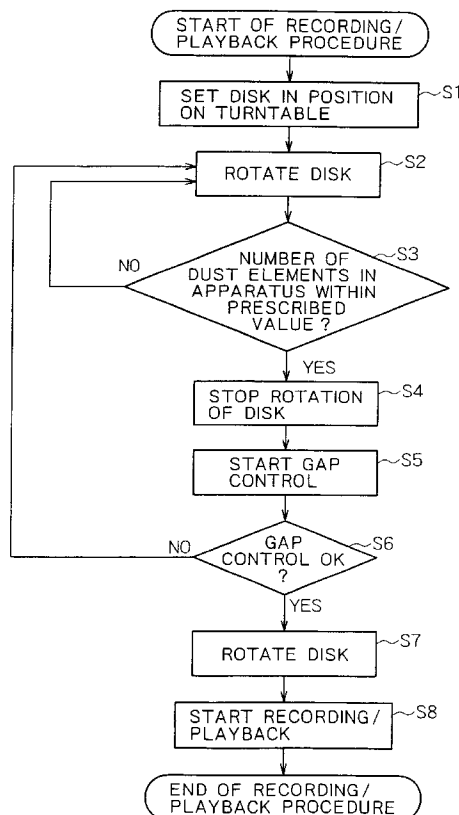 START OF RECORDING/
PLAYBACK PROCEDURE
S1
SET DISK IN POSITION
ON TURNTABLE
S2
ROTATE DISK
S3
NUMBER OF
DUST ELEMENTS IN
APPARATUS WITHIN
PRESCRIBED
VALUE?
NO
YES
S4
STOP ROTATION
OF DISK
S5
START GAP
CONTROL
S6
GAP
CONTROL OK
?
NO
YES
S7
ROTATE DISK
S8
START RECORDING/
PLAYBACK
END OF RECORDING/
PLAYBACK PROCEDURE